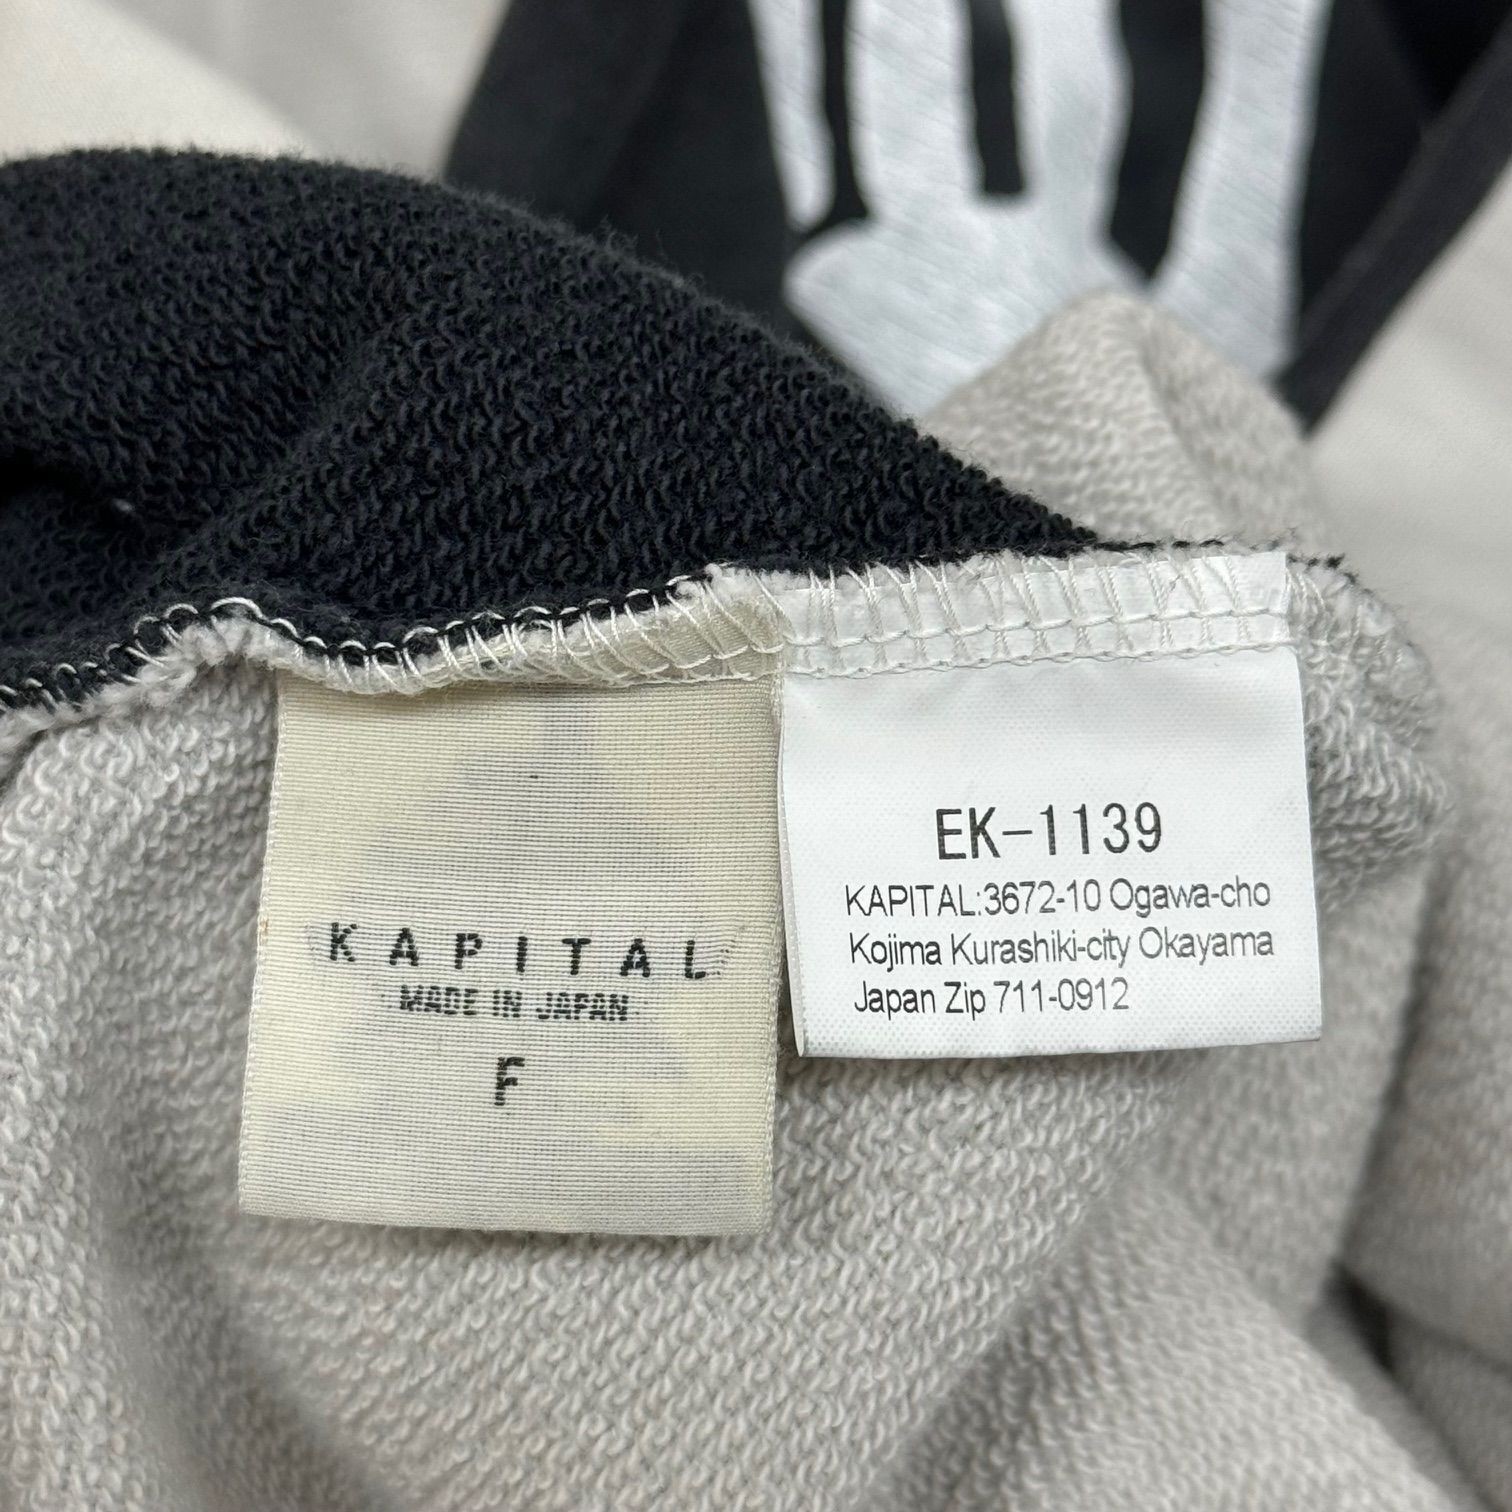 KAPITAL
MADE IN JAPAN
F
EK-1139
KAPITAL:3672-10 Ogawa-cho
Kojima Kurashiki-city Okayama
Japan Zip 711-0912